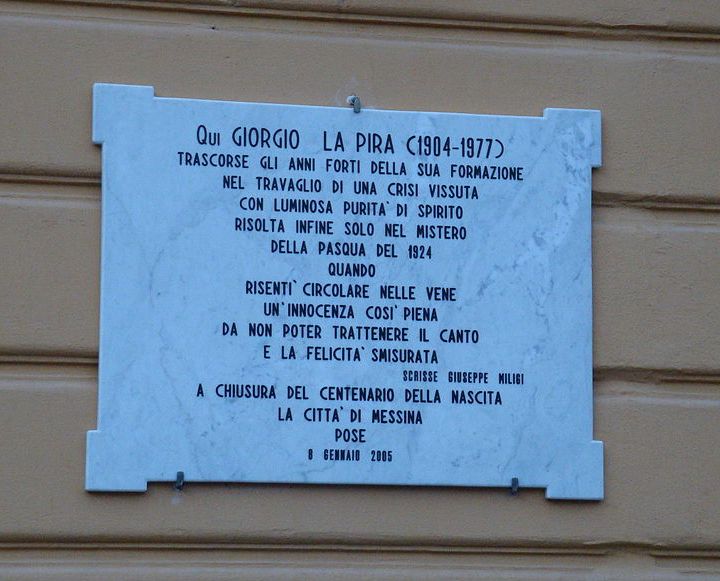 Qui GIORGIO LA PIRA (1904-1977)
TRASCORSE GLI ANNI FORTI DELLA SUA FORMAZIONE
NEL TRAVAGLIO DI UNA CRISI VISSUTA
CON LUMINOSA PURITA' DI SPIRITO
RISOLTA INFINE SOLO NEL MISTERO
DELLA PASQUA DEL 1924
QUANDO
RISENTI' CIRCOLARE NELLE VENE
UN'INNOCENZA COSI' PIENA
DA NON POTER TRATTENERE IL CANTO
E LA FELICITA' SMISURATA
SCRISSE GIUSEPPE MILIGI
A CHIUSURA DEL CENTENARIO DELLA NASCITA
LA CITTA' DI MESSINA
POSE
8 GENNAIO 2005